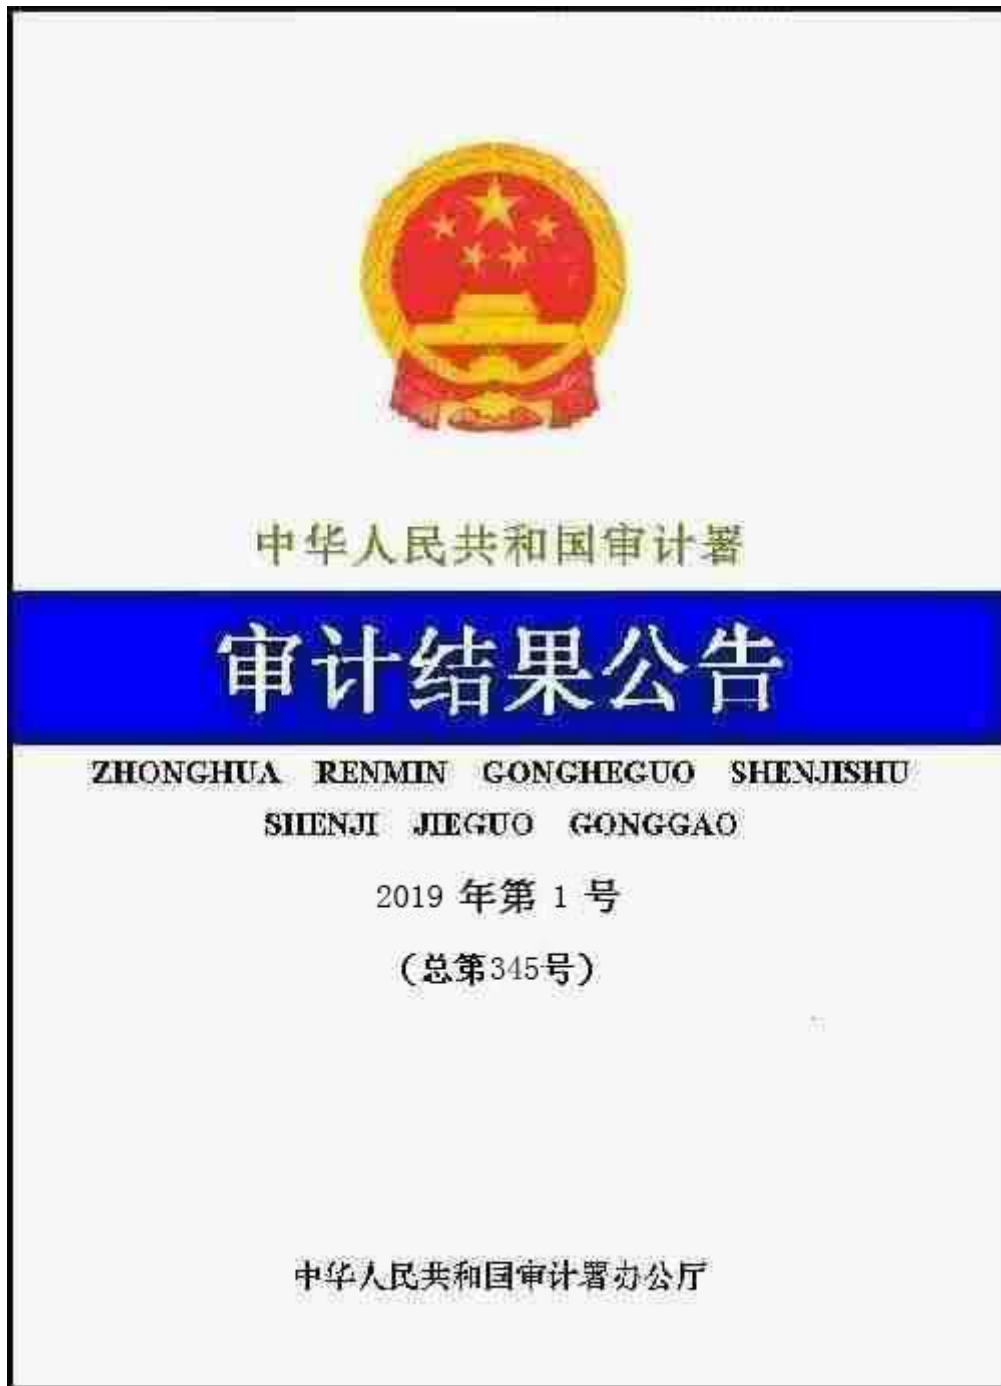 中华人民共和国审计署
审计结果公告
ZHONGHUA RENMIN GONGHEGUO SHENJISHU
SHENJI JIEGUO GONGGAO
2019 年第 1 号
（总第345号）
中华人民共和国审计署办公厅